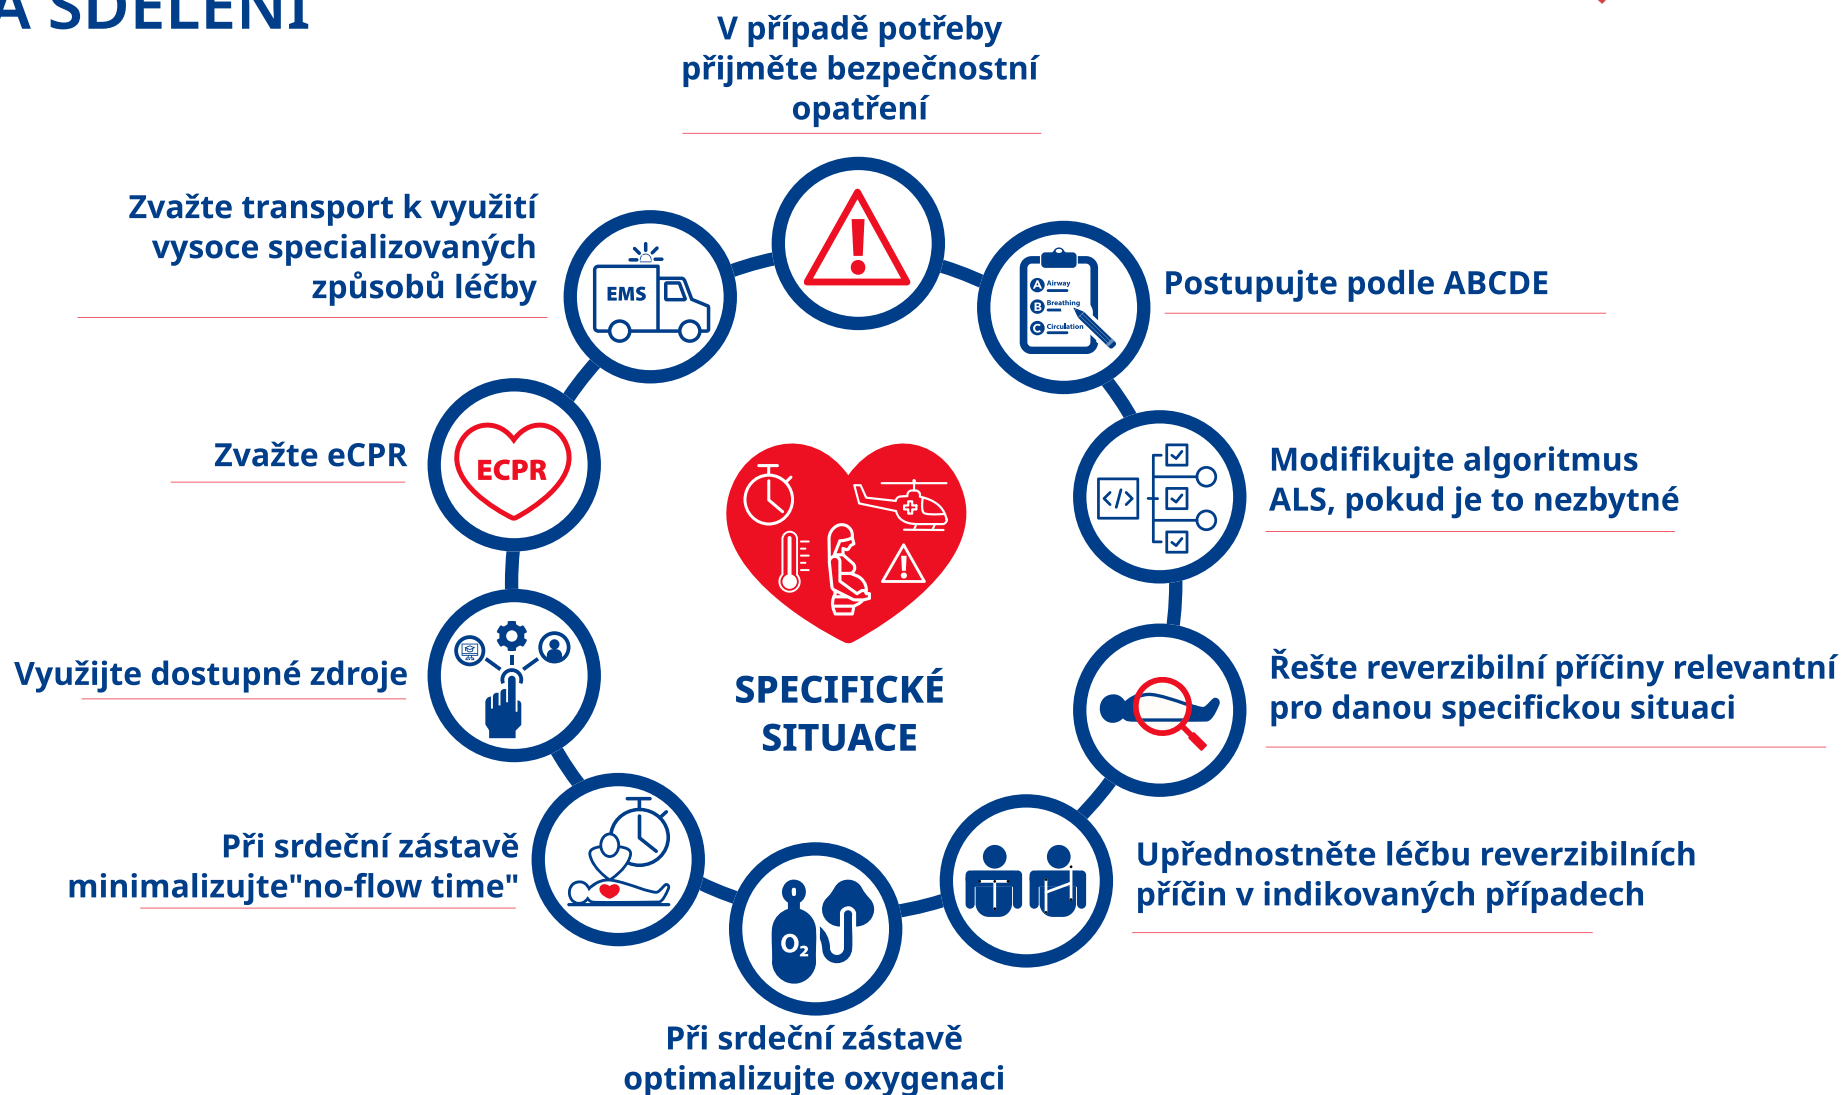 A SDĚLENÍ
V případě potřeby
přijměte bezpečnostní
opatření
Postupujte podle ABCDE
A Airway
B Breathing
C Circulation
Modifikujte algoritmus
ALS, pokud je to nezbytné
</>
Řešte reverzibilní příčiny relevantní
pro danou specifickou situaci
Upřednostněte léčbu reverzibilních
příčin v indikovaných případech
Při srdeční zástavě
optimalizujte oxygenaci
O₂
Při srdeční zástavě
minimalizujte"no-flow time"
Využijte dostupné zdroje
Zvažte eCPR
ECPR
Zvažte transport k využití
vysoce specializovaných
způsobů léčby
EMS
SPECIFICKÉ
SITUACE